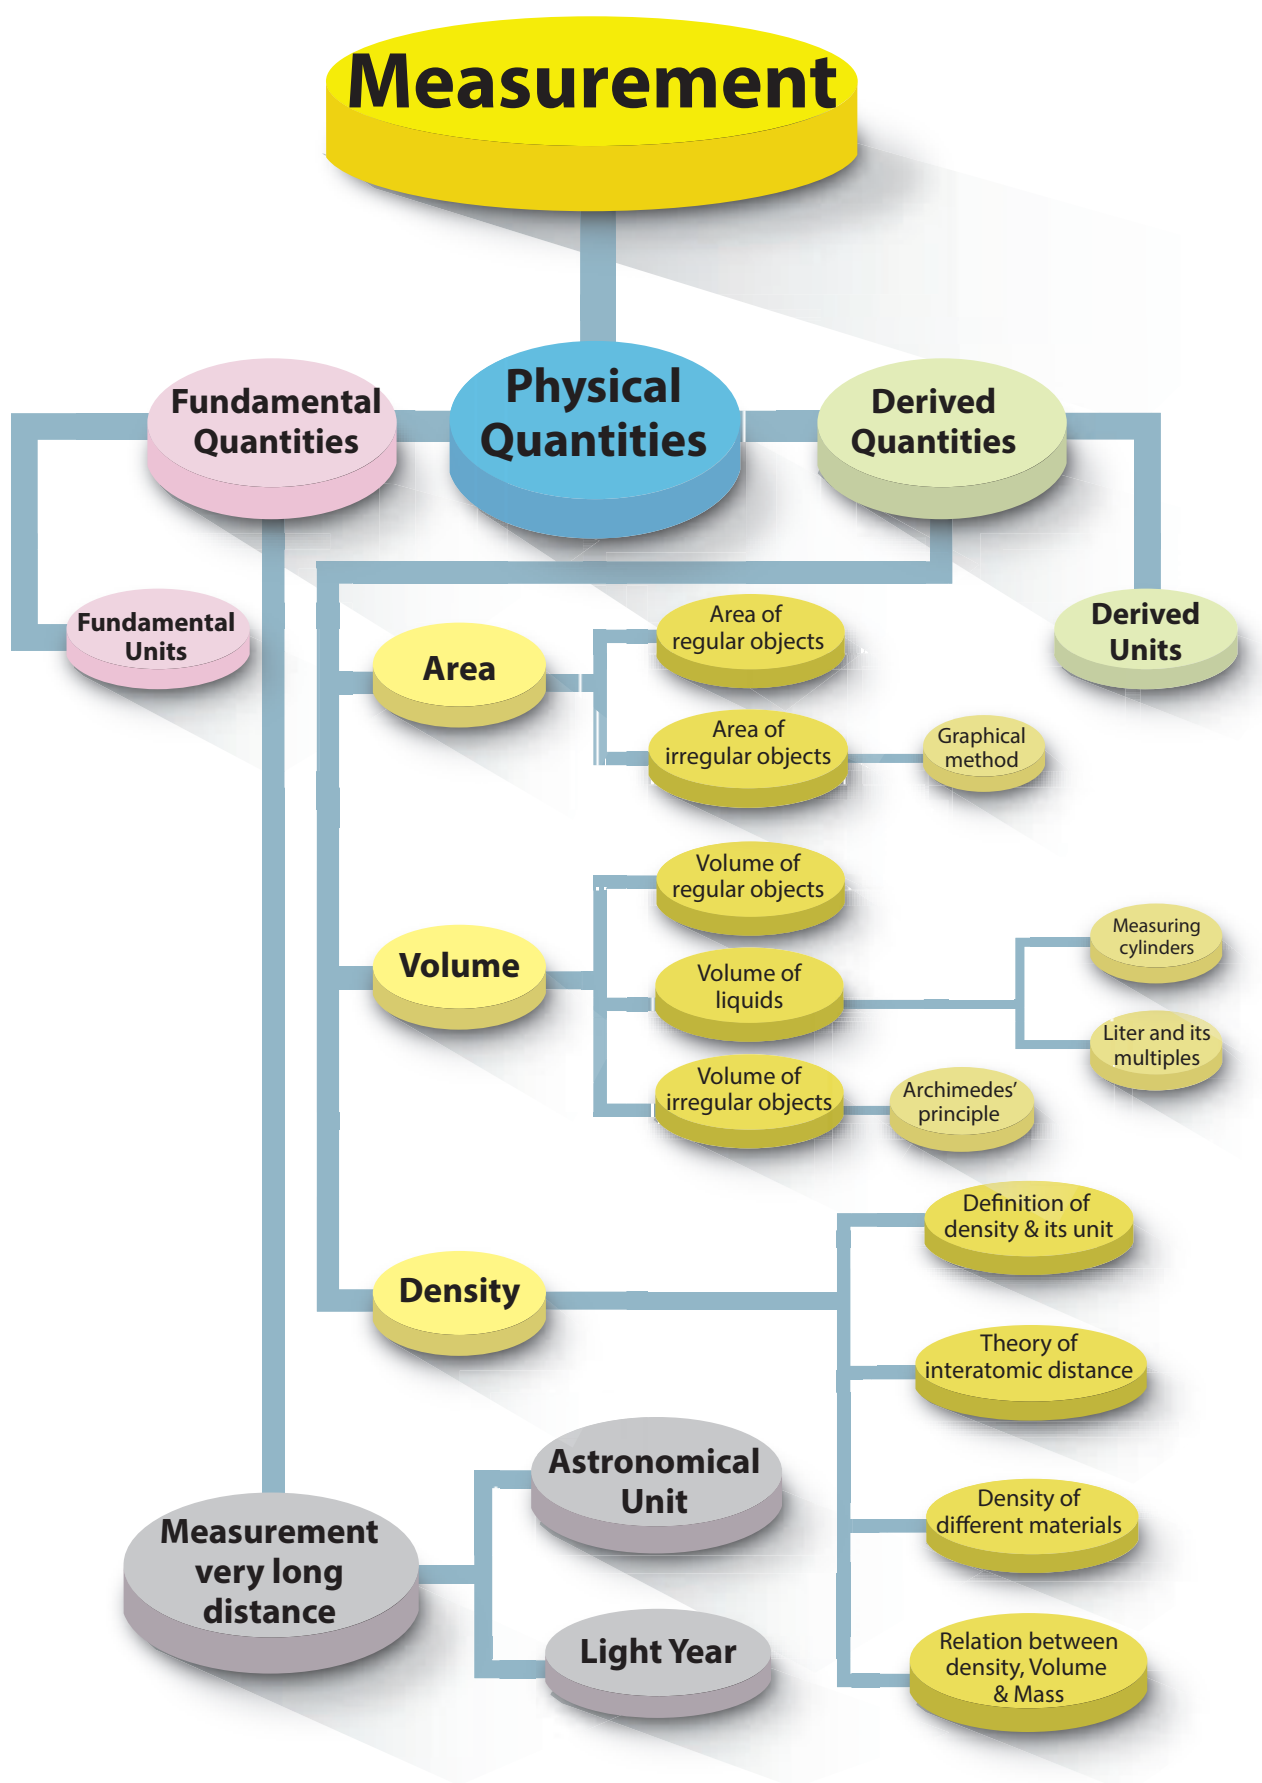 Measurement
Physical
Quantities
Fundamental
Quantities
Derived
Quantities
Fundamental
Units
Derived
Units
Area
Area of
regular objects
Area of
irregular objects
Graphical
method
Volume
Volume of
regular objects
Volume of
liquids
Measuring
cylinders
Liter and its
multiples
Volume of
irregular objects
Archimedes’
principle
Density
Definition of
density & its unit
Theory of
interatomic distance
Density of
different materials
Relation between
density, Volume
& Mass
Measurement
very long
distance
Astronomical
Unit
Light Year